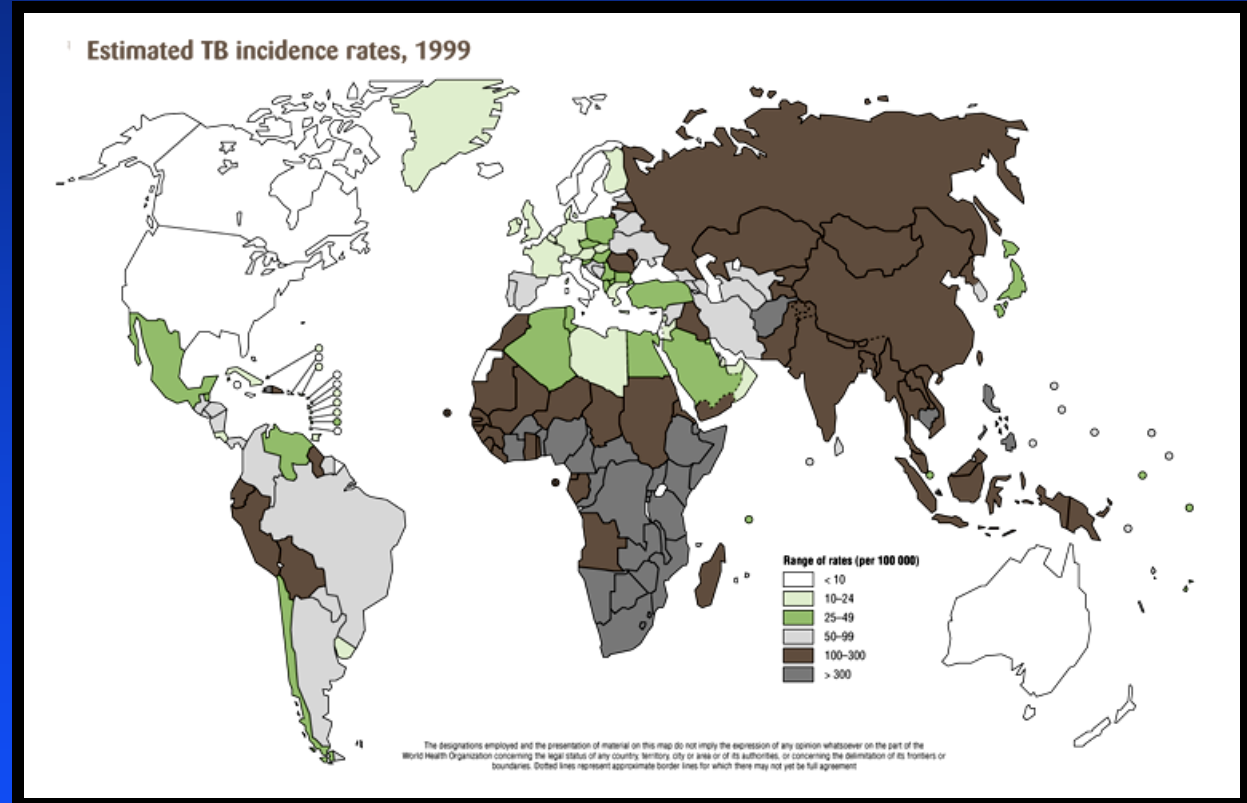 Estimated TB incidence rates, 1999
Range of rates (per 100 000)
< 10
10–24
25–49
50–99
100–300
> 300
The designations employed and the presentation of material on this map do not imply the expression of any opinion whatsoever on the part of the
World Health Organization concerning the legal status of any country, territory, city or area or of its authorities, or concerning the delimitation of its frontiers or
boundaries. Dotted lines represent approximate border lines for which there may not yet be full agreement